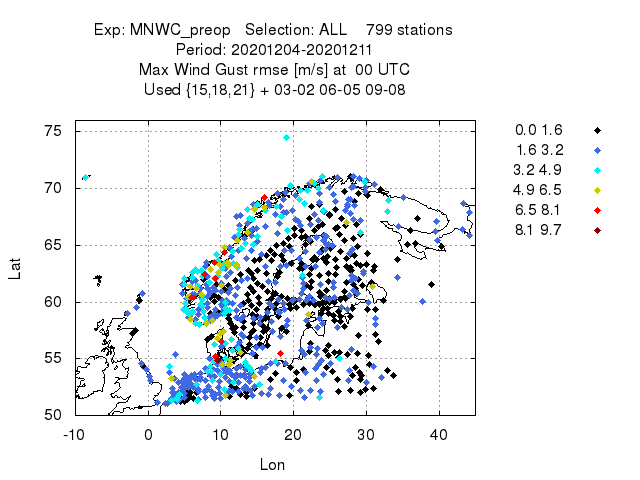 Exp: MNWC_preop   Selection: ALL    799 stations
Period: 20201204-20201211
Max Wind Gust rmse [m/s] at  00 UTC
Used {15,18,21} + 03-02 06-05 09-08
0.0 1.6
1.6 3.2
3.2 4.9
4.9 6.5
6.5 8.1
8.1 9.7
75
70
65
60
55
50
Lat
-10 0 10 20 30 40
Lon